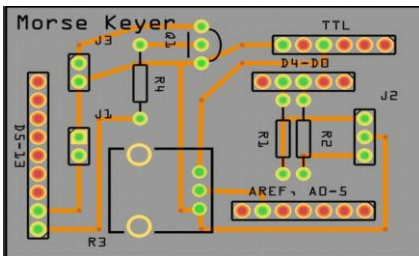 Morse Keyer
J3
Q1
TTL
D4-D0
R4
J1
J2
D5-13
R1
R2
AREF, A0-5
R3